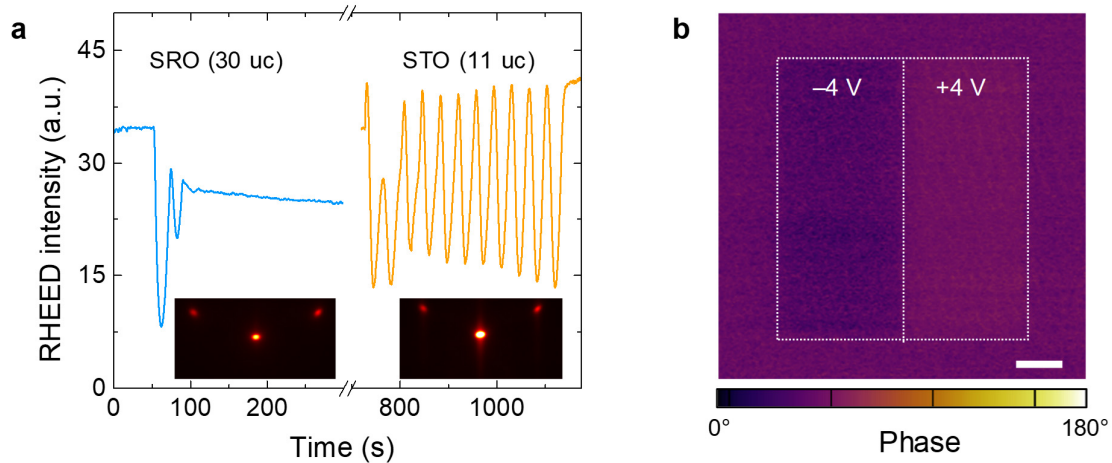 a
45
30
15
0
RHEED intensity (a.u.)
SRO (30 uc)
STO (11 uc)
0 100 200 800 1000
Time (s)
b
–4 V +4 V
0° 180°
Phase